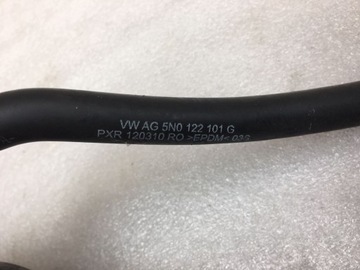 VW AG 5N0 122 101 G
PXR 120310 RO >EPDM< 03S